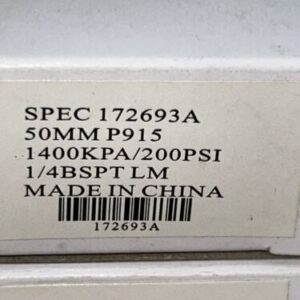 SPEC 172693A
50MM P915
1400KPA/200PSI
1/4BSPT LM
MADE IN CHINA
172693A